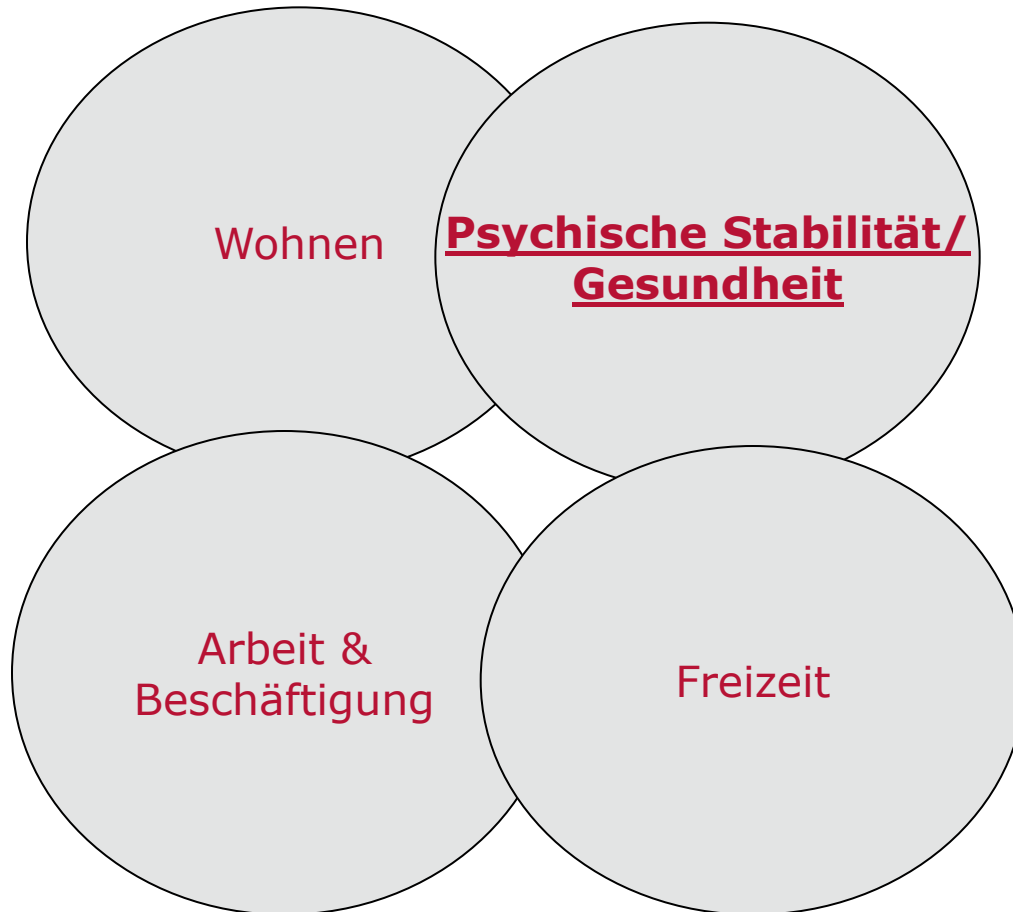 Wohnen
Psychische Stabilität/
Gesundheit
Arbeit &
Beschäftigung
Freizeit